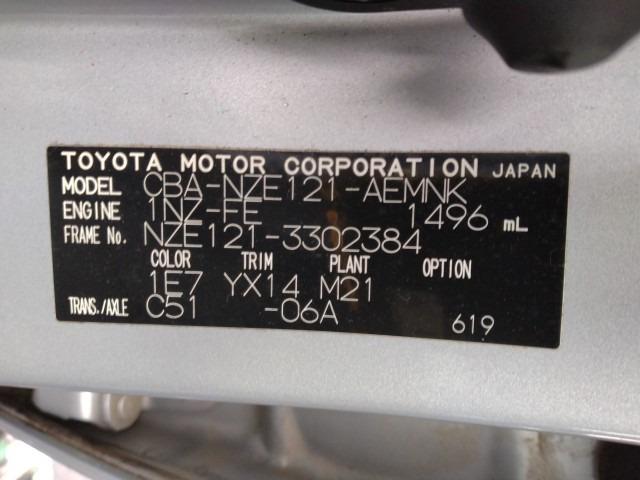 TOYOTA MOTOR CORPORATION JAPAN
MODEL CBA-NZE121-AEMNK
ENGINE 1NZ-FE 1496 mL
FRAME No. NZE121-3302384
COLOR TRIM PLANT OPTION
1E7 YX14 M21
TRANS./AXLE C51 -06A 619